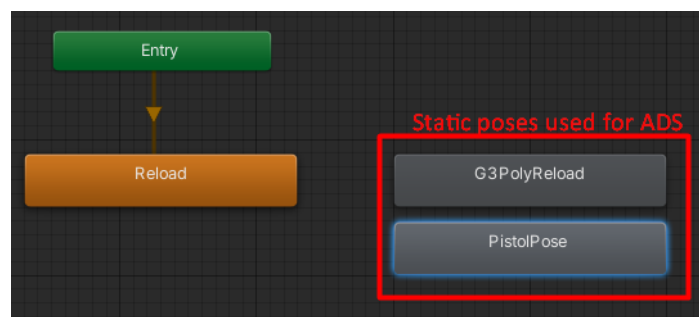 Entry
Static poses used for ADS
Reload
G3PolyReload
PistolPose